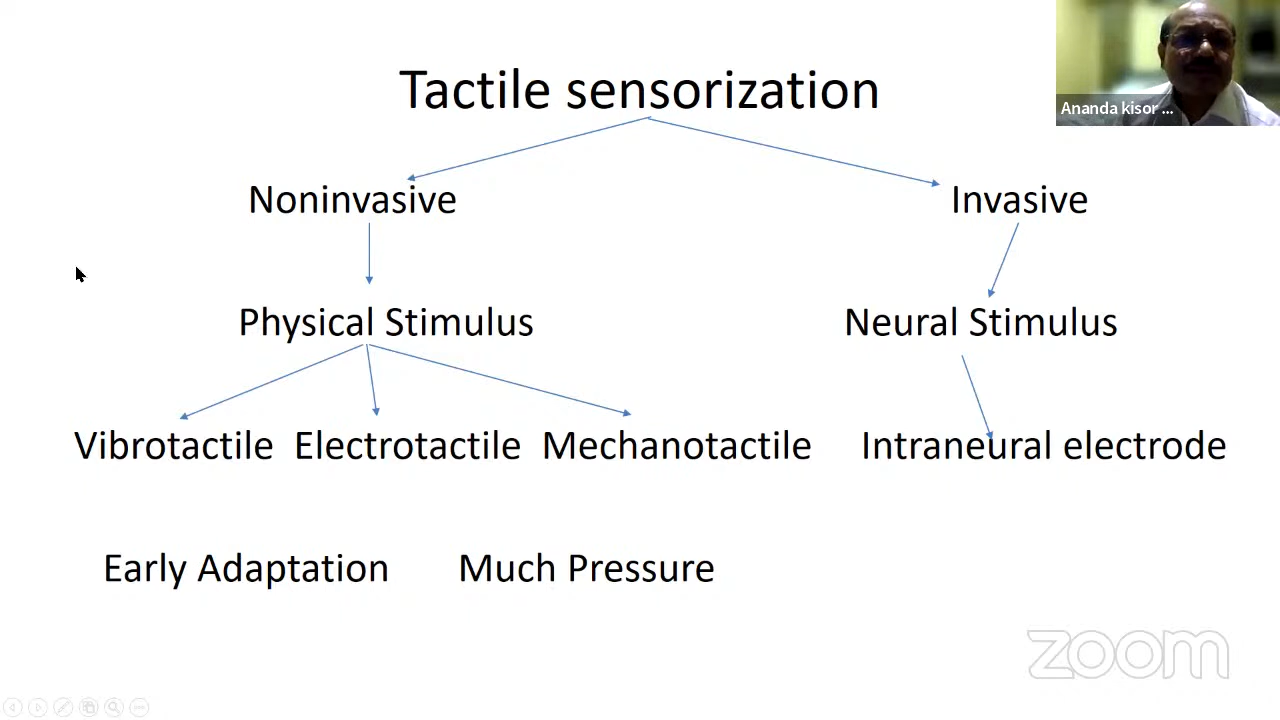 Tactile sensorization
Ananda kisor ...
Noninvasive Invasive
Physical Stimulus Neural Stimulus
Vibrotactile Electrotactile Mechanotactile Intraneural electrode
Early Adaptation Much Pressure
zoom